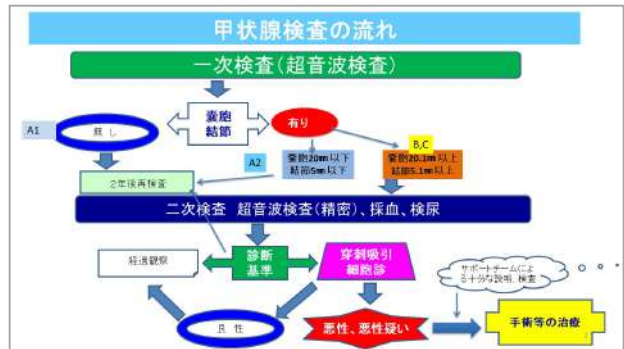 甲状腺検査の流れ
一次検査(超音波検査)
A1
無し
嚢胞
結節
有り
A2
嚢胞20㎜以下
結節5㎜以下
B,C
嚢胞20.1㎜以上
結節5.1㎜以上
2年後再検査
二次検査 超音波検査(精密)、採血、検尿
経過観察
診断
基準
穿刺吸引
細胞診
サポートチームによ
る十分な説明、検査
良 性
悪性、悪性疑い
手術等の治療